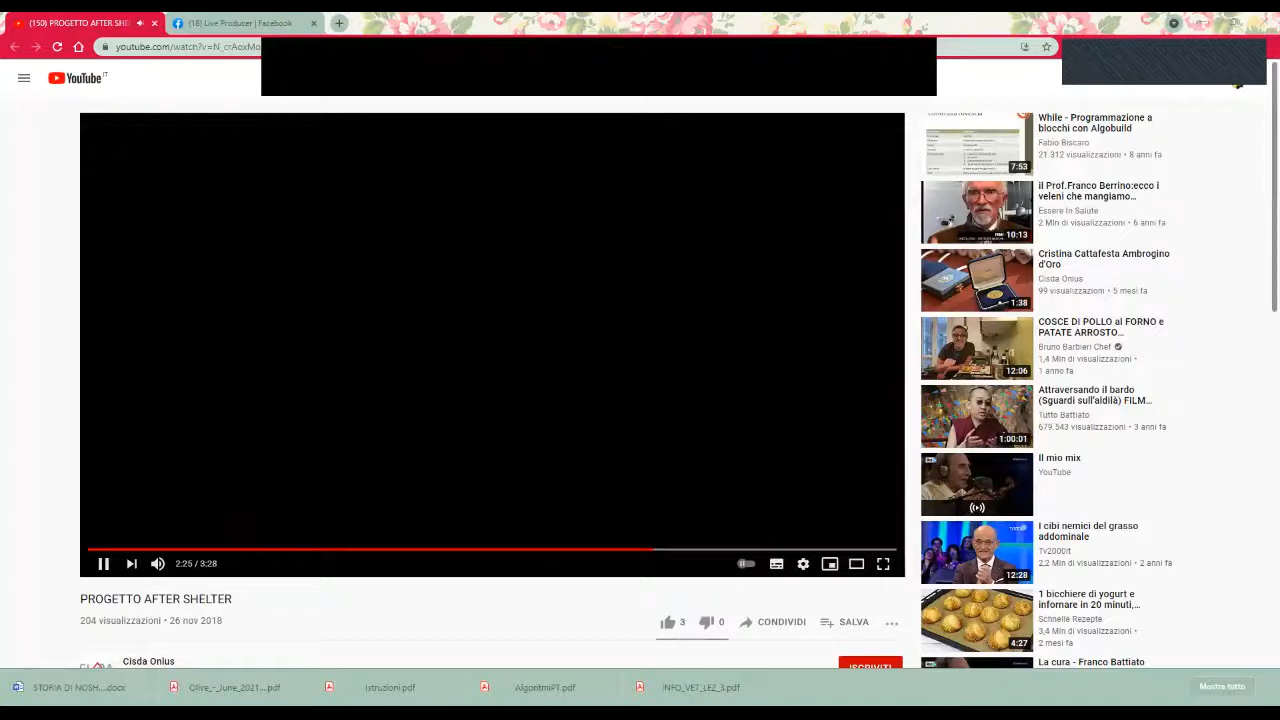 (150) PROGETTO AFTER SHEL
(18) Live Producer | Facebook
youtube.com/watch?v=N_crAoxMo
YouTube IT
While - Programmazione a
blocchi con Algobuild
Fabio Biscaro
21.312 visualizzazioni • 8 anni fa
7:53
il Prof.Franco Berrino:ecco i
veleni che mangiamo...
Essere In Salute
2 Mln di visualizzazioni • 6 anni fa
10:13
Cristina Cattafesta Ambrogino
d'Oro
Cisda Onlus
99 visualizzazioni • 5 mesi fa
1:38
COSCE DI POLLO al FORNO e
PATATE ARROSTO...
Bruno Barbieri Chef
1,4 Mln di visualizzazioni •
1 anno fa
12:06
Attraversando il bardo
(Sguardi sull'aldilà) FILM...
Tutto Battiato
679.543 visualizzazioni • 3 anni fa
1:00:01
Il mio mix
YouTube
I cibi nemici del grasso
addominale
Tv2000it
2,2 Mln di visualizzazioni • 2 anni fa
12:28
1 bicchiere di yogurt e
infornare in 20 minuti,...
Schnelle Rezepte
3,4 Mln di visualizzazioni •
2 mesi fa
4:27
La cura - Franco Battiato
2:25 / 3:28
PROGETTO AFTER SHELTER
204 visualizzazioni • 26 nov 2018
3
0
CONDIVIDI
SALVA
Cisda Onlus
ISCRIVITI
STORIA DI NOSH....docx
Olive_-_June_2021,...pdf
Istruzioni.pdf
AlgoritmiPT.pdf
INFO_VET_LEZ_3.pdf
Mostra tutto